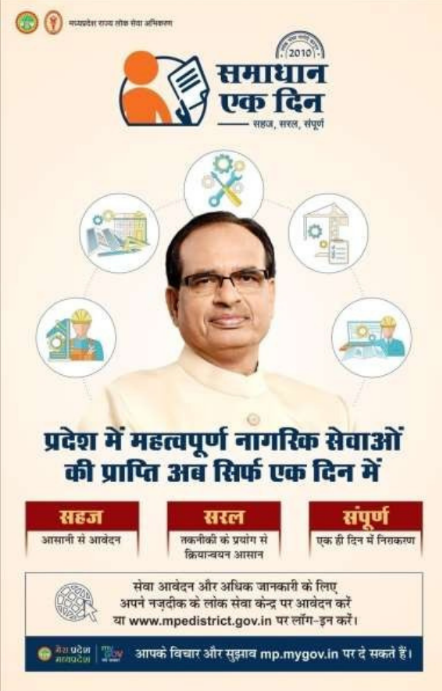 मध्यप्रदेश राज्य लोक सेवा अभिकरण
2010
समाधान
एक दिन
सहज, सरल, संपूर्ण
प्रदेश में महत्वपूर्ण नागरिक सेवाओं
की प्राप्ति अब सिर्फ एक दिन में
सहज
आसानी से आवेदन
सरल
तकनीकी के प्रयोग से
क्रियान्वयन आसान
संपूर्ण
एक ही दिन में निराकरण
सेवा आवेदन और अधिक जानकारी के लिए
अपने नज़दीक के लोक सेवा केन्द्र पर आवेदन करें
या www.mpedistrict.gov.in पर लॉग-इन करें।
मेरा प्रदेश
मध्यप्रदेश
my
GOV
आपके विचार और सुझाव mp.mygov.in पर दे सकते हैं।